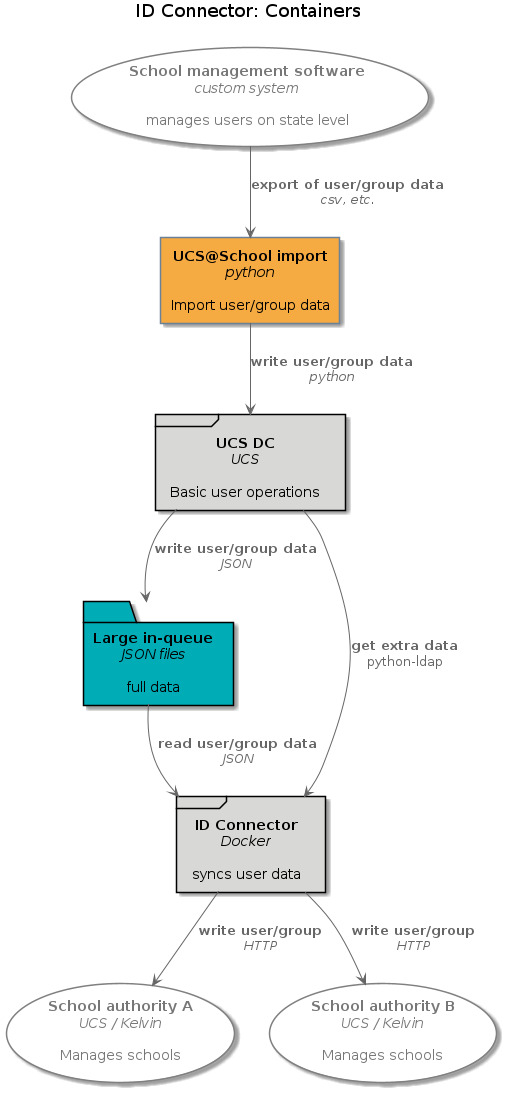 ID Connector: Containers
School management software
custom system
manages users on state level
export of user/group data
csv, etc.
UCS@School import
python
Import user/group data
write user/group data
python
UCS DC
UCS
Basic user operations
write user/group data
JSON
Large in-queue
JSON files
full data
get extra data
python-ldap
read user/group data
JSON
ID Connector
Docker
syncs user data
write user/group
HTTP
write user/group
HTTP
School authority A
UCS / Kelvin
Manages schools
School authority B
UCS / Kelvin
Manages schools